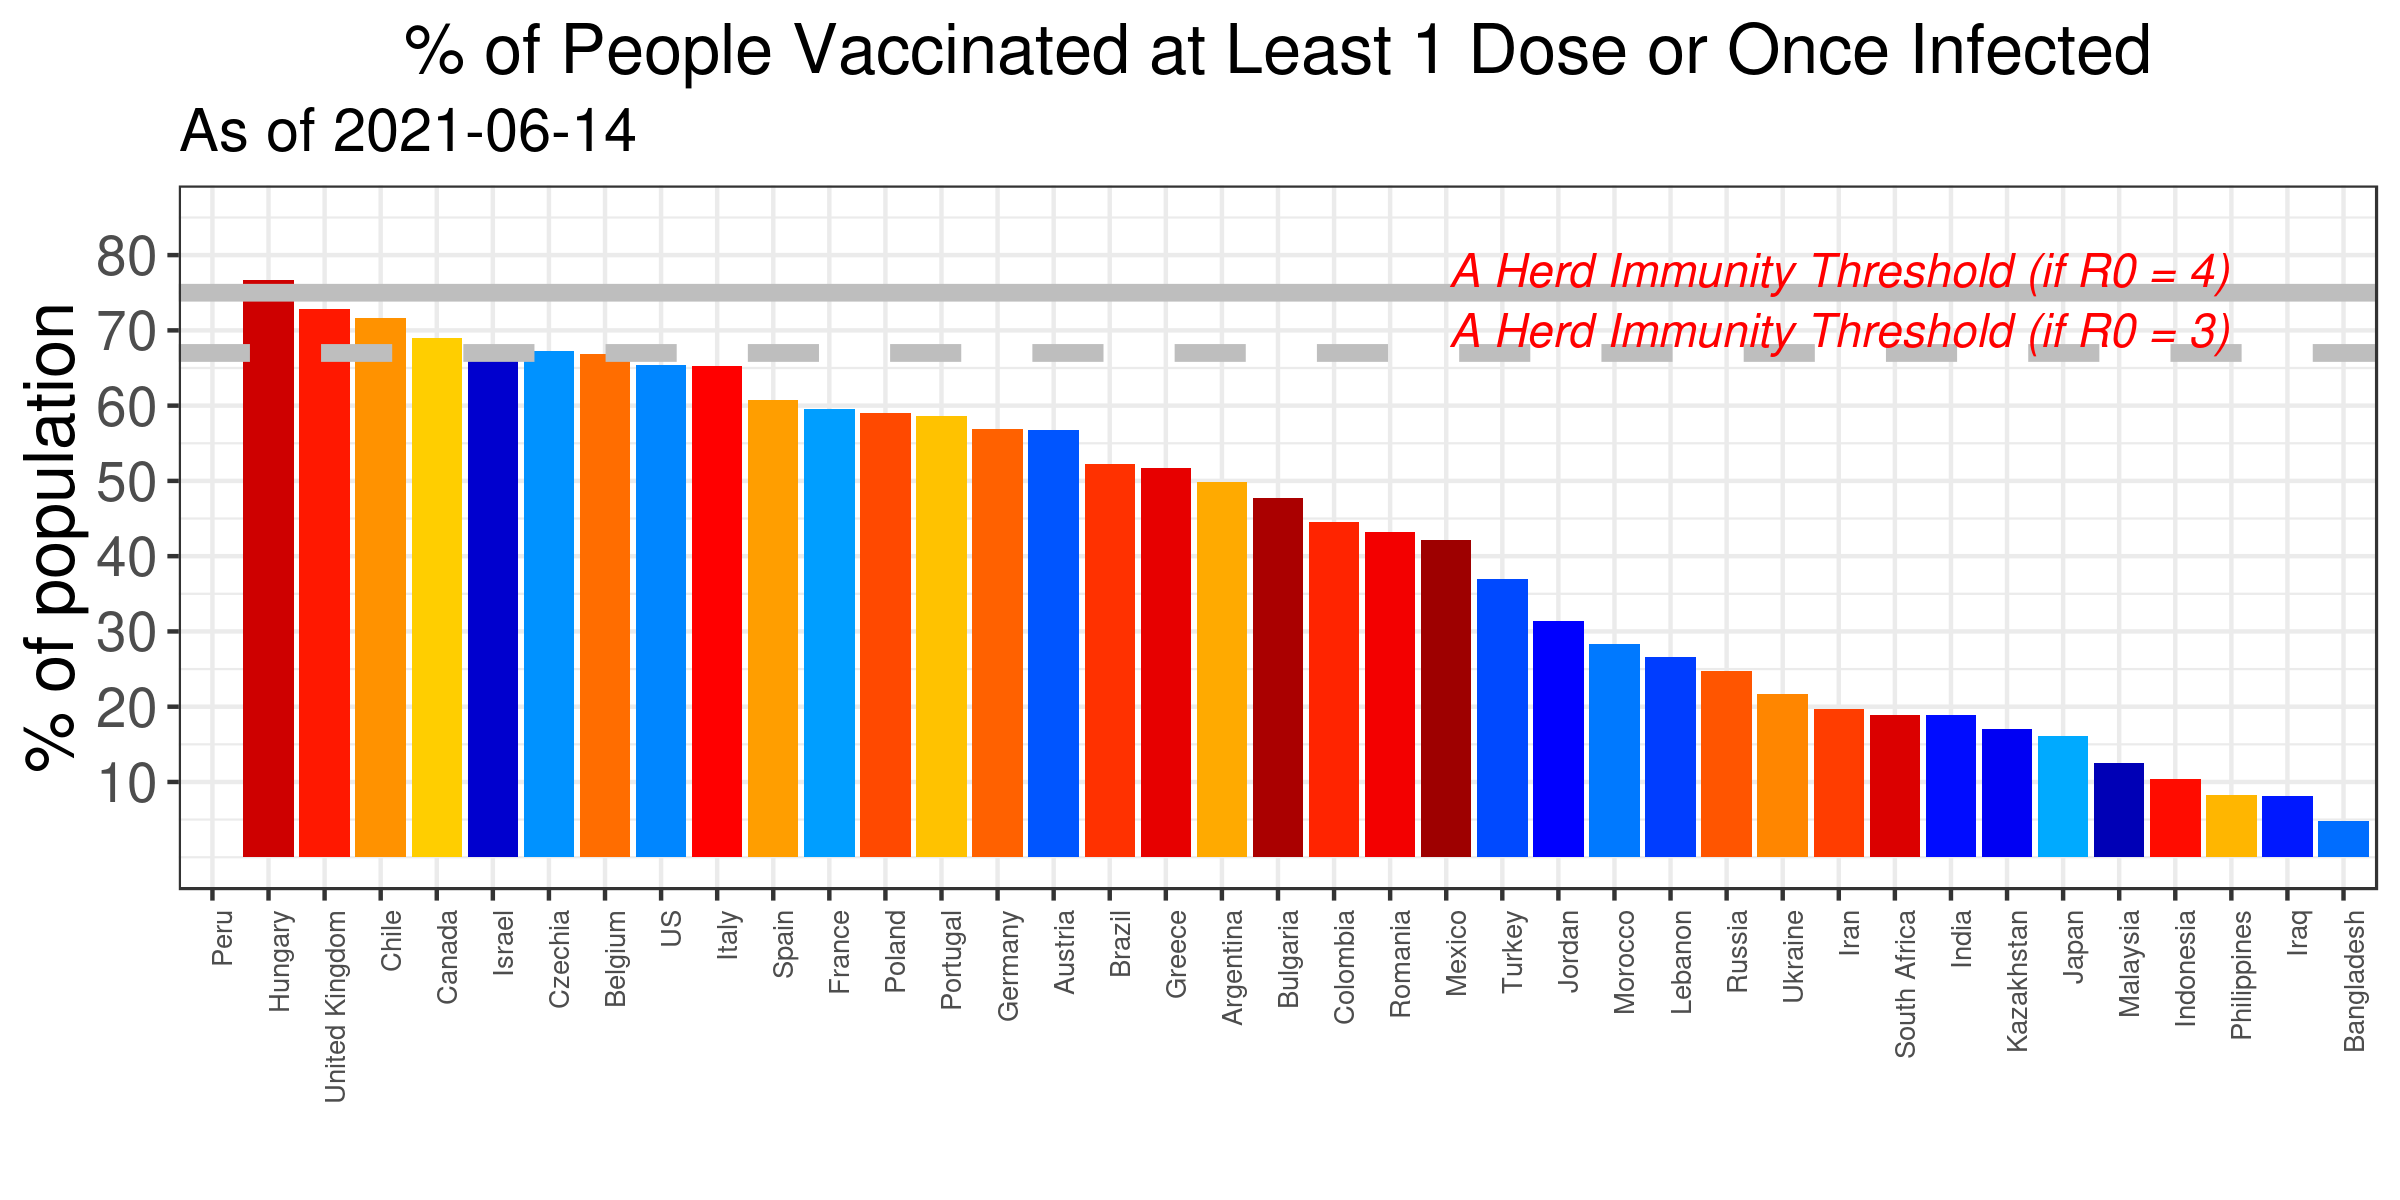 % of People Vaccinated at Least 1 Dose or Once Infected
As of 2021-06-14
% of population
80
70
60
50
40
30
20
10
A Herd Immunity Threshold (if R0 = 4)
A Herd Immunity Threshold (if R0 = 3)
Peru
Hungary
United Kingdom
Chile
Canada
Israel
Czechia
Belgium
US
Italy
Spain
France
Poland
Portugal
Germany
Austria
Brazil
Greece
Argentina
Bulgaria
Colombia
Romania
Mexico
Turkey
Jordan
Morocco
Lebanon
Russia
Ukraine
Iran
South Africa
India
Kazakhstan
Japan
Malaysia
Indonesia
Philippines
Iraq
Bangladesh